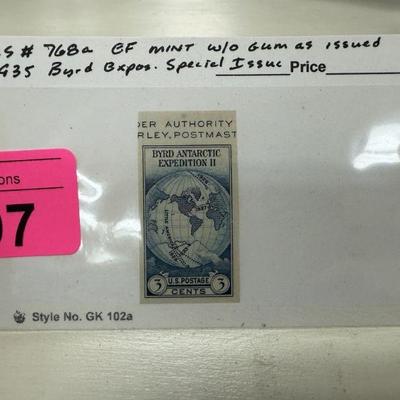 S # 768a EF MINT w/o Gum as issued
935 Byrd Expos. Special Issue Price
ons
07
DER AUTHORITY
RLEY, POSTMAST
BYRD ANTARCTIC
EXPEDITION II
U.S. POSTAGE
3 CENTS 3
Style No. GK 102a